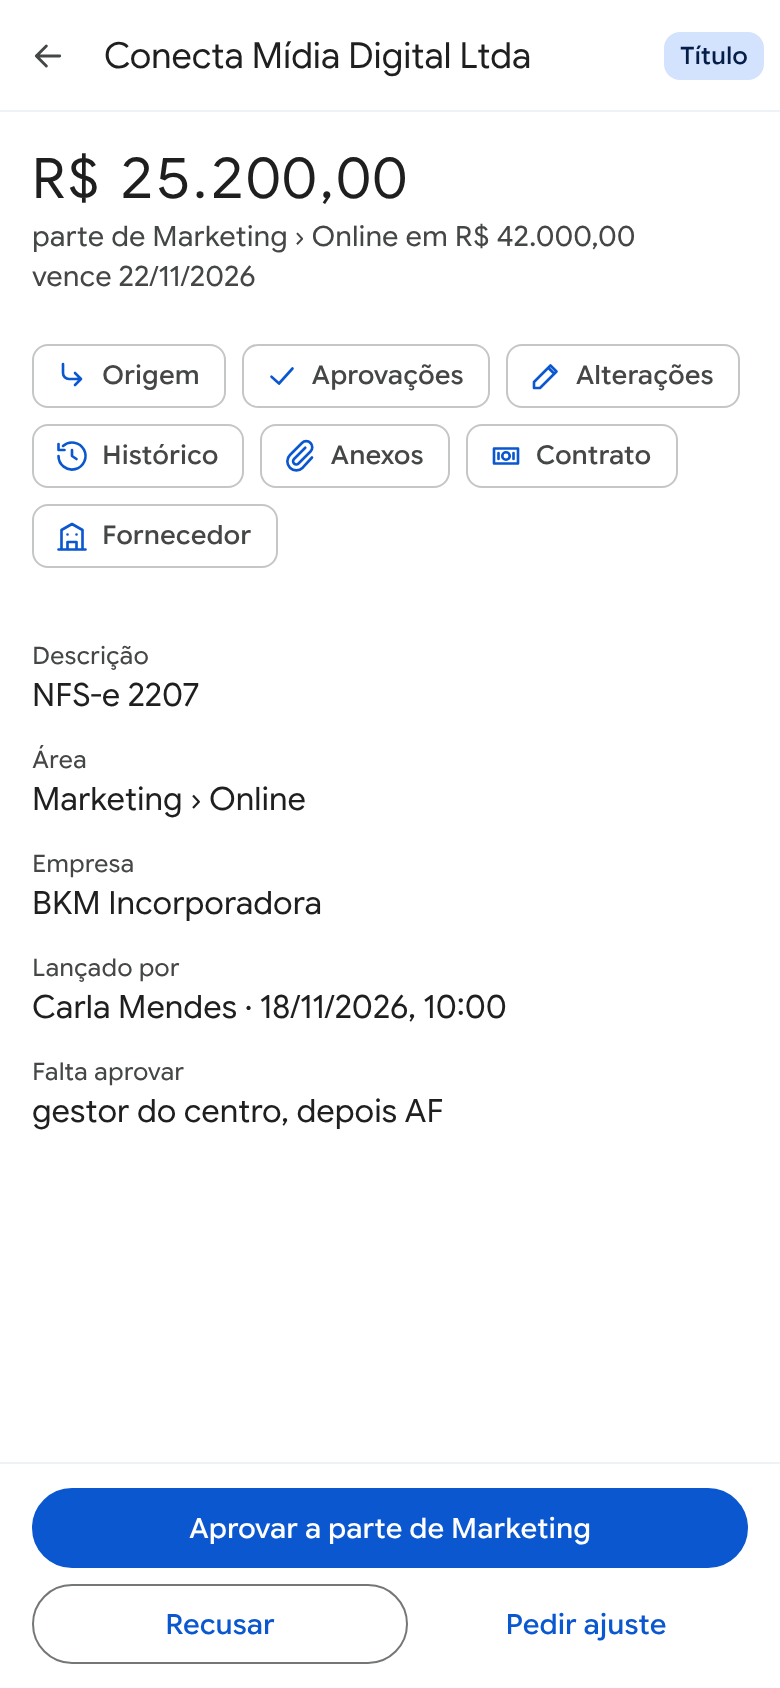 Conecta Mídia Digital Ltda
Título
R$ 25.200,00
parte de Marketing › Online em R$ 42.000,00
vence 22/11/2026
Origem
Aprovações
Alterações
Histórico
Anexos
Contrato
Fornecedor
Descrição
NFS-e 2207
Área
Marketing › Online
Empresa
BKM Incorporadora
Lançado por
Carla Mendes · 18/11/2026, 10:00
Falta aprovar
gestor do centro, depois AF
Aprovar a parte de Marketing
Recusar
Pedir ajuste